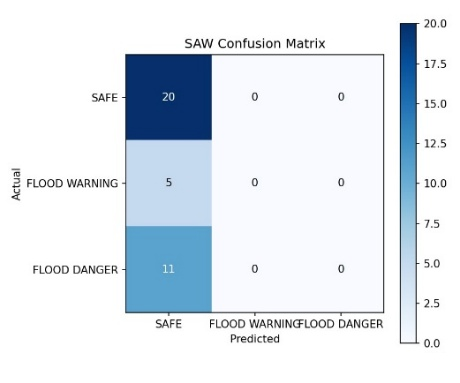 SAW Confusion Matrix
Actual
SAFE 20 0 0
FLOOD WARNING 5 0 0
FLOOD DANGER 11 0 0
SAFE FLOOD WARNING FLOOD DANGER
Predicted
20.0
17.5
15.0
12.5
10.0
7.5
5.0
2.5
0.0